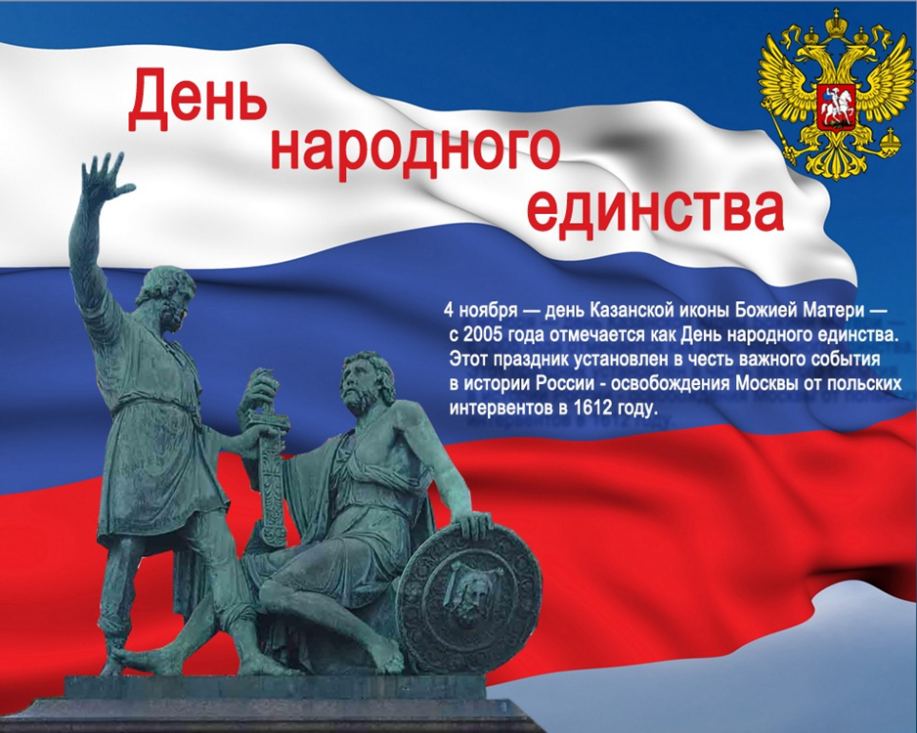 День
народного
единства
4 ноября — день Казанской иконы Божией Матери —
с 2005 года отмечается как День народного единства.
Этот праздник установлен в честь важного события
в истории России - освобождения Москвы от польских
интервентов в 1612 году.